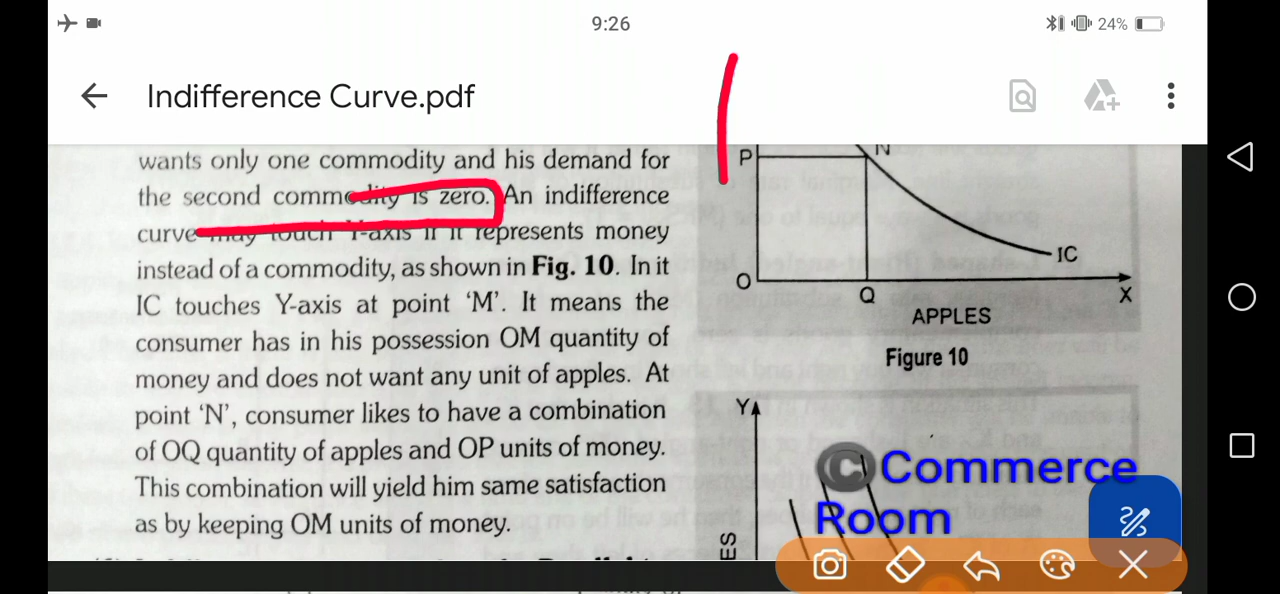 9:26
24%
Indifference Curve.pdf
wants only one commodity and his demand for
the second commodity is zero. An indifference
curve may touch Y-axis if it represents money
instead of a commodity, as shown in Fig. 10. In it
IC touches Y-axis at point ‘M’. It means the
consumer has in his possession OM quantity of
money and does not want any unit of apples. At
point ‘N’, consumer likes to have a combination
of OQ quantity of apples and OP units of money.
This combination will yield him same satisfaction
as by keeping OM units of money.
P
N
IC
O
Q
X
APPLES
Figure 10
Y
ES
© Commerce
Room